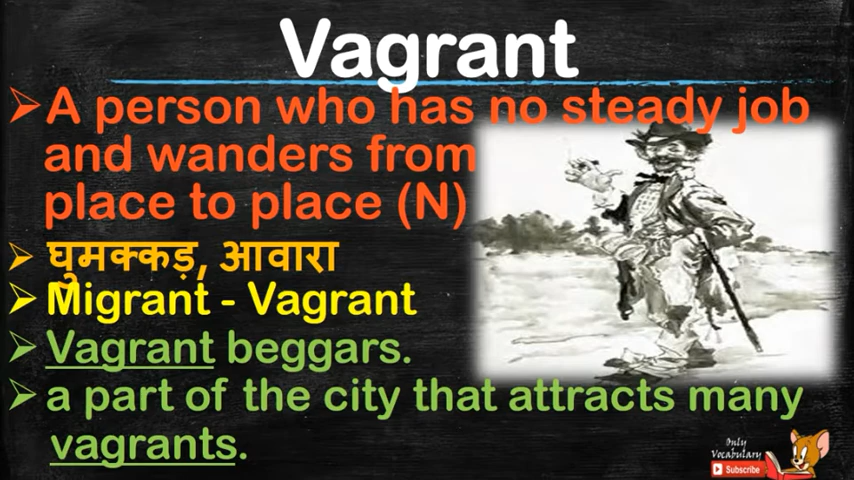 Vagrant
➢A person who has no steady job
and wanders from
place to place (N)
➢ घुमक्कड़, आवारा
➢ Migrant - Vagrant
➢ Vagrant beggars.
➢ a part of the city that attracts many
vagrants.
Only
Vocabulary
Subscribe